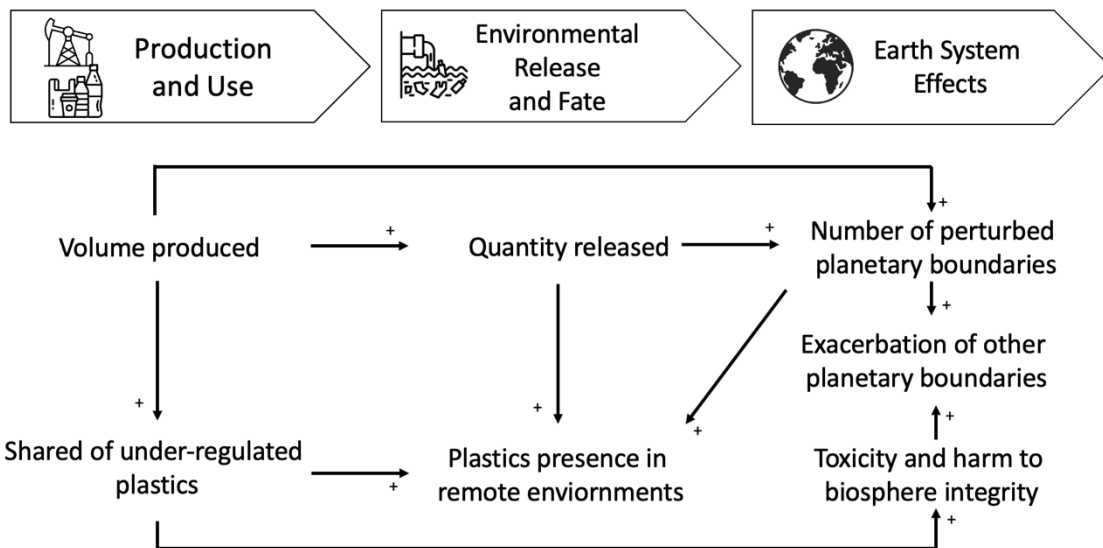 Production
and Use
Environmental
Release
and Fate
Earth System
Effects
+
Volume produced
+
Quantity released
+
Number of perturbed
planetary boundaries
+
Exacerbation of other
planetary boundaries
+
+
+
+
Shared of under-regulated
plastics
+
Plastics presence in
remote enviornments
Toxicity and harm to
biosphere integrity
+